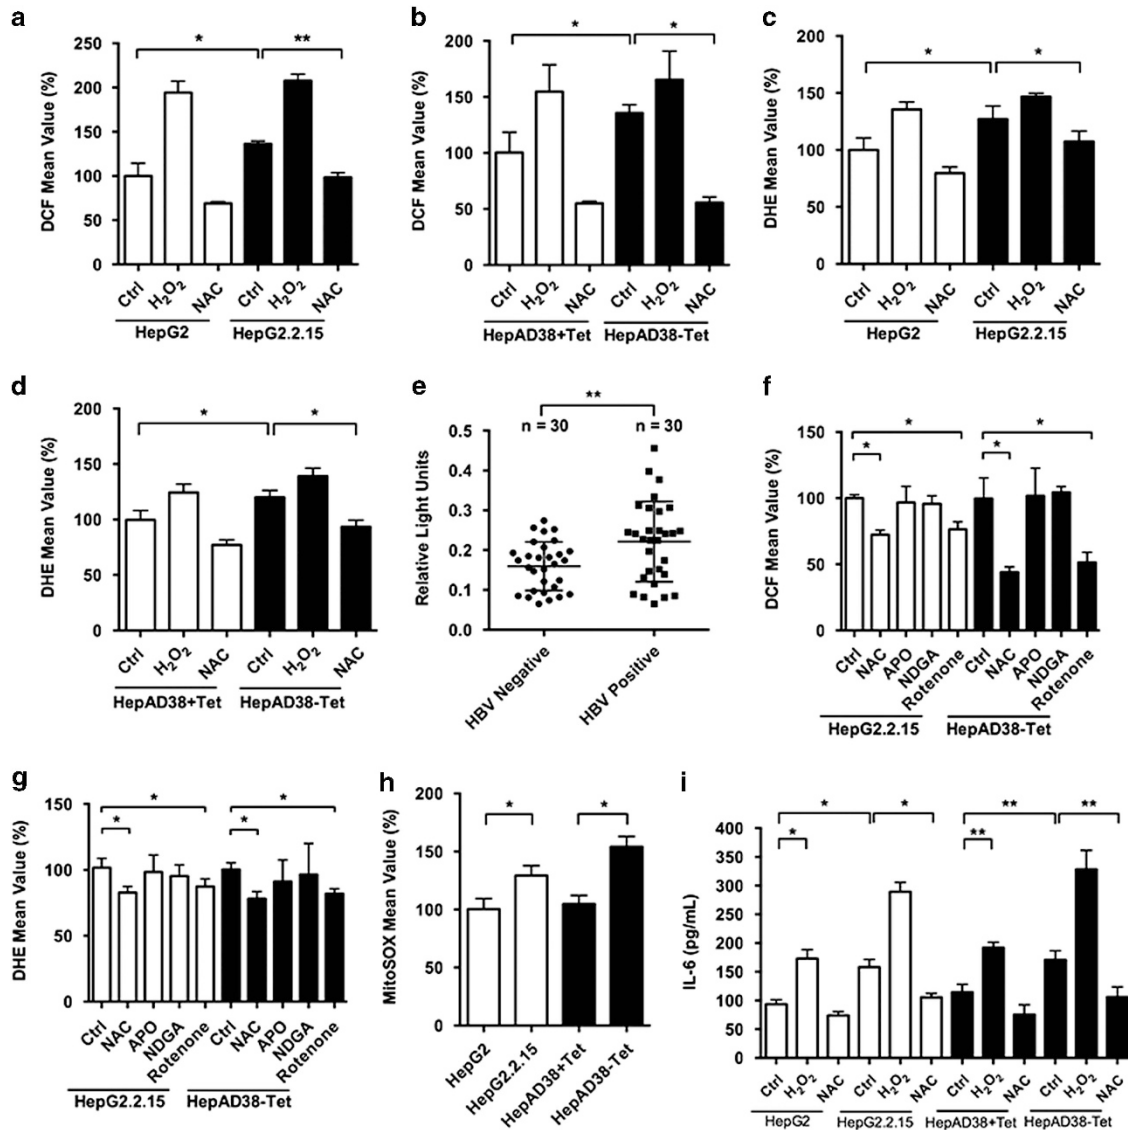 a
DCF Mean Value (%)
250
200
150
100
50
0
*
**
Ctrl
H₂O₂
NAC
Ctrl
H₂O₂
NAC
HepG2
HepG2.2.15
b
DCF Mean Value (%)
200
150
100
50
0
*
*
Ctrl
H₂O₂
NAC
Ctrl
H₂O₂
NAC
HepAD38+Tet
HepAD38-Tet
c
DHE Mean Value (%)
200
150
100
50
0
*
*
Ctrl
H₂O₂
NAC
Ctrl
H₂O₂
NAC
HepG2
HepG2.2.15
d
DHE Mean Value (%)
200
150
100
50
0
*
*
Ctrl
H₂O₂
NAC
Ctrl
H₂O₂
NAC
HepAD38+Tet
HepAD38-Tet
e
Relative Light Units
0.5
0.4
0.3
0.2
0.1
0.0
**
n = 30
n = 30
HBV Negative
HBV Positive
f
DCF Mean Value (%)
150
100
50
0
*
*
*
*
Ctrl
NAC
APO
NDGA
Rotenone
Ctrl
NAC
APO
NDGA
Rotenone
HepG2.2.15
HepAD38-Tet
g
DHE Mean Value (%)
150
100
50
0
*
*
*
*
Ctrl
NAC
APO
NDGA
Rotenone
Ctrl
NAC
APO
NDGA
Rotenone
HepG2.2.15
HepAD38-Tet
h
MitoSOX Mean Value (%)
200
150
100
50
0
*
*
HepG2
HepG2.2.15
HepAD38+Tet
HepAD38-Tet
i
IL-6 (pg/mL)
400
350
300
250
200
150
100
50
0
*
*
*
**
**
**
Ctrl
H₂O₂
NAC
Ctrl
H₂O₂
NAC
Ctrl
H₂O₂
NAC
Ctrl
H₂O₂
NAC
HepG2
HepG2.2.15
HepAD38+Tet
HepAD38-Tet